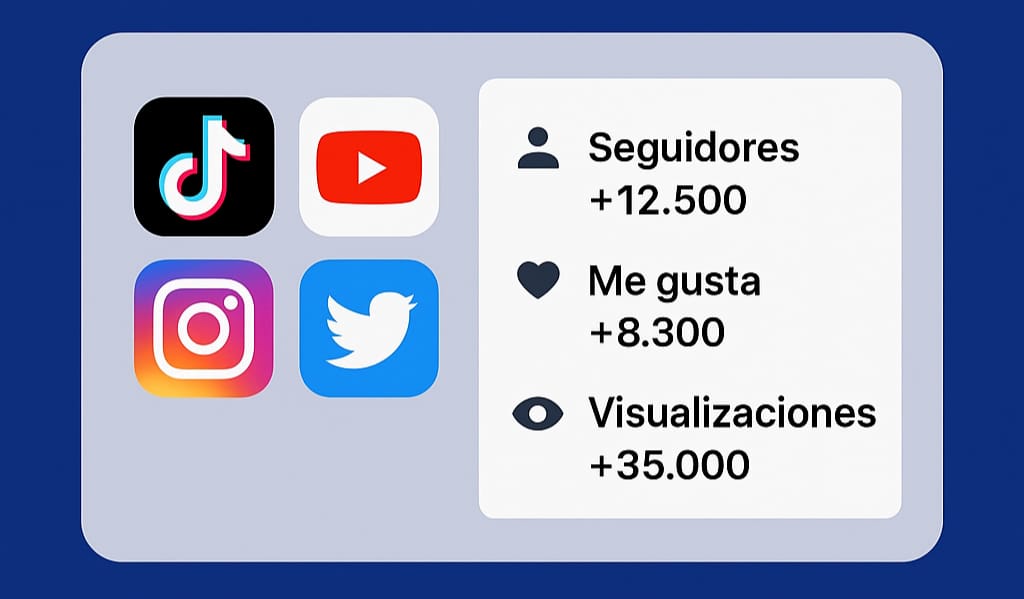 Seguidores
+12.500
Me gusta
+8.300
Visualizaciones
+35.000